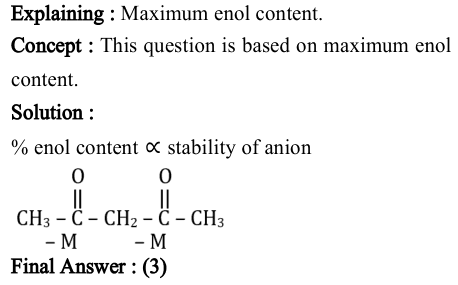 Explaining : Maximum enol content.
Concept : This question is based on maximum enol
content.
Solution :
% enol content ∝ stability of anion
O O
|| ||
CH₃ – C – CH₂ – C – CH₃
– M – M
Final Answer : (3)